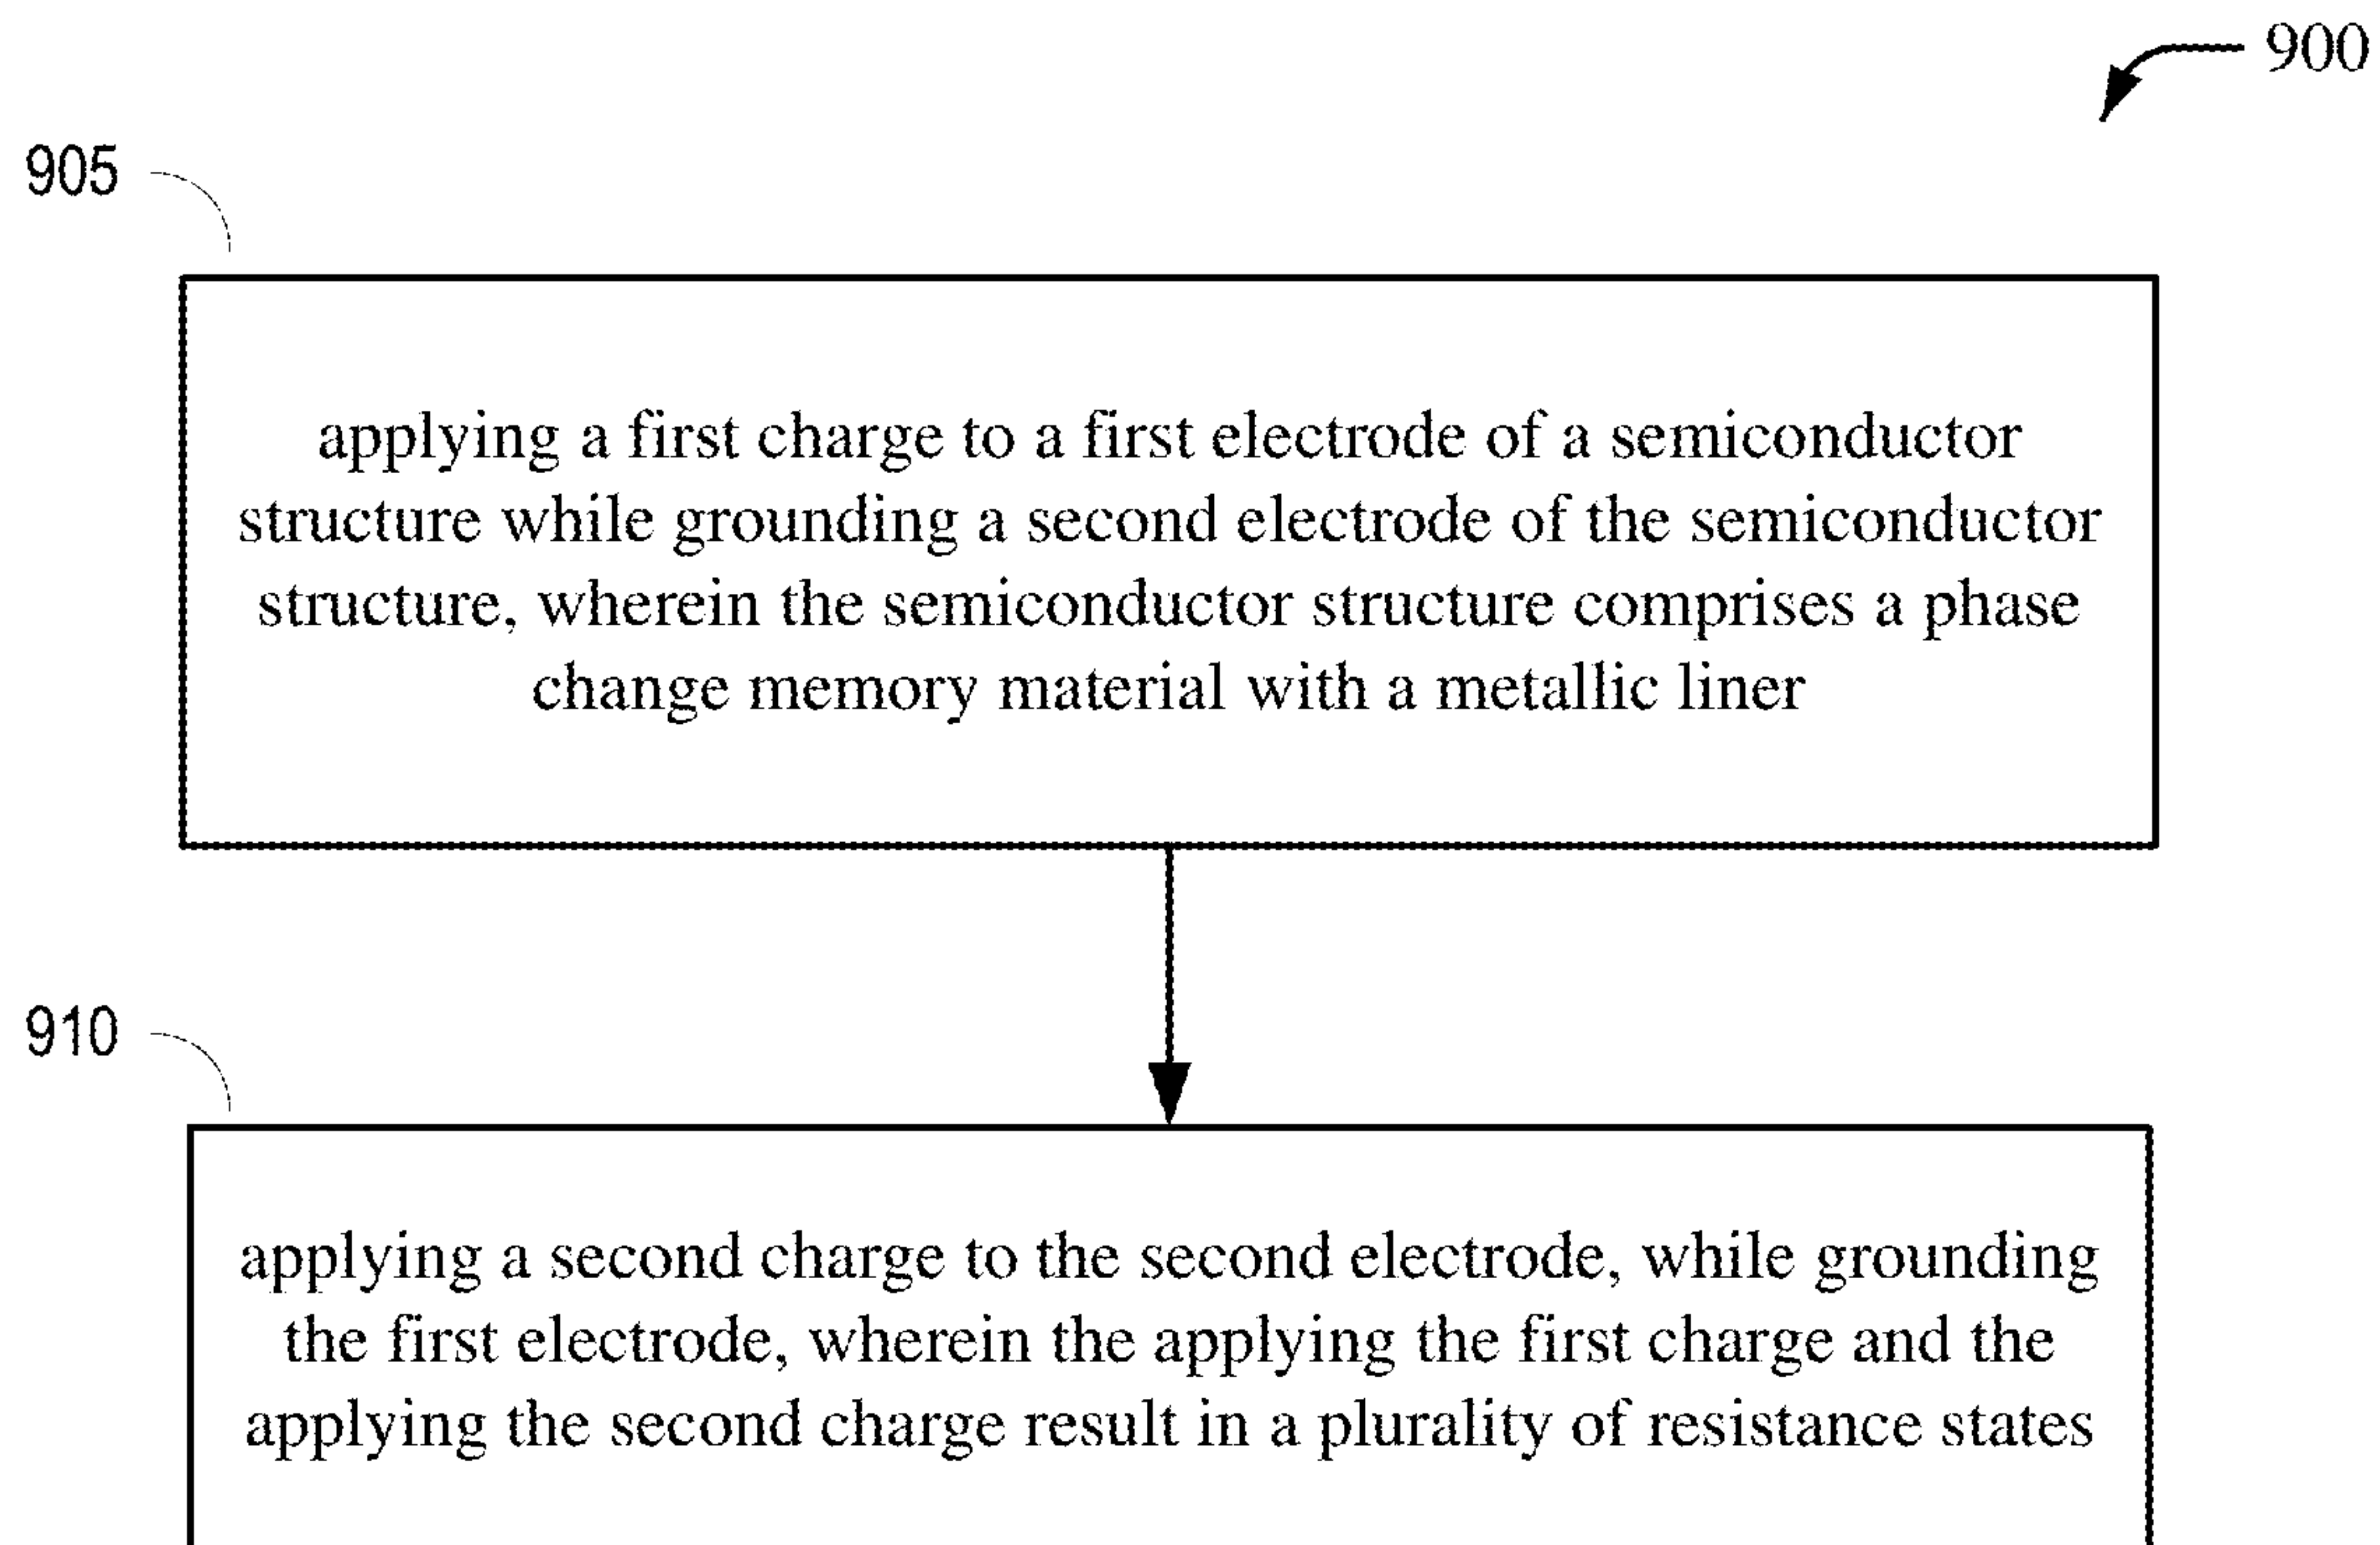 900
905
applying a first charge to a first electrode of a semiconductor
structure while grounding a second electrode of the semiconductor
structure, wherein the semiconductor structure comprises a phase
change memory material with a metallic liner
910
applying a second charge to the second electrode, while grounding
the first electrode, wherein the applying the first charge and the
applying the second charge result in a plurality of resistance states